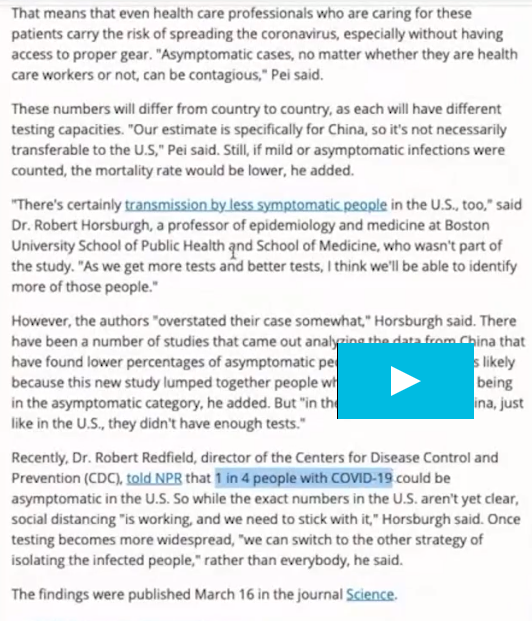 That means that even health care professionals who are caring for these
patients carry the risk of spreading the coronavirus, especially without having
access to proper gear. "Asymptomatic cases, no matter whether they are health
care workers or not, can be contagious," Pei said.
These numbers will differ from country to country, as each will have different
testing capacities. "Our estimate is specifically for China, so it's not necessarily
transferable to the U.S," Pei said. Still, if mild or asymptomatic infections were
counted, the mortality rate would be lower, he added.
"There's certainly transmission by less symptomatic people in the U.S., too," said
Dr. Robert Horsburgh, a professor of epidemiology and medicine at Boston
University School of Public Health and School of Medicine, who wasn't part of
the study. "As we get more tests and better tests, I think we'll be able to identify
more of those people."
However, the authors "overstated their case somewhat," Horsburgh said. There
have been a number of studies that came out analyzing the data from China that
have found lower percentages of asymptomatic likely
because this new study lumped together people being
in the asymptomatic category, he added. But "in just
like in the U.S., they didn't have enough tests."
Recently, Dr. Robert Redfield, director of the Centers for Disease Control and
Prevention (CDC), told NPR that 1 in 4 people with COVID-19 could be
asymptomatic in the U.S. So while the exact numbers in the U.S. aren't yet clear,
social distancing "is working, and we need to stick with it," Horsburgh said. Once
testing becomes more widespread, "we can switch to the other strategy of
isolating the infected people," rather than everybody, he said.
The findings were published March 16 in the journal Science.